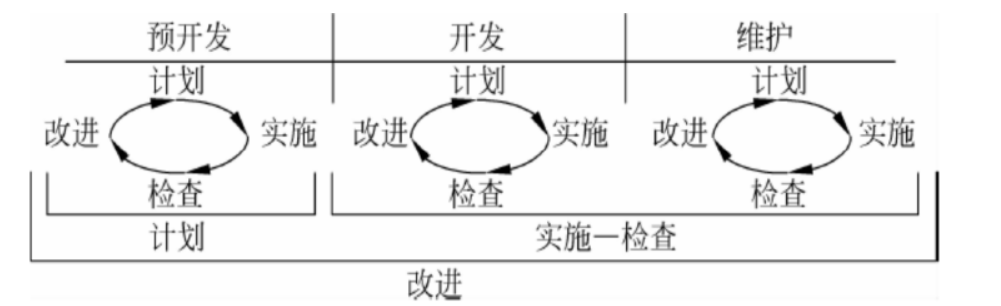 预开发 开发 维护
计划 计划 计划
改进 实施 改进 实施 改进 实施
检查 检查 检查
计划 实施－检查
改进